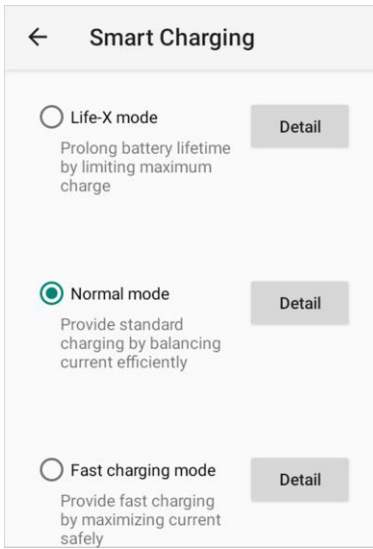 Smart Charging
Life-X mode
Detail
Prolong battery lifetime
by limiting maximum
charge
Normal mode
Detail
Provide standard
charging by balancing
current efficiently
Fast charging mode
Detail
Provide fast charging
by maximizing current
safely